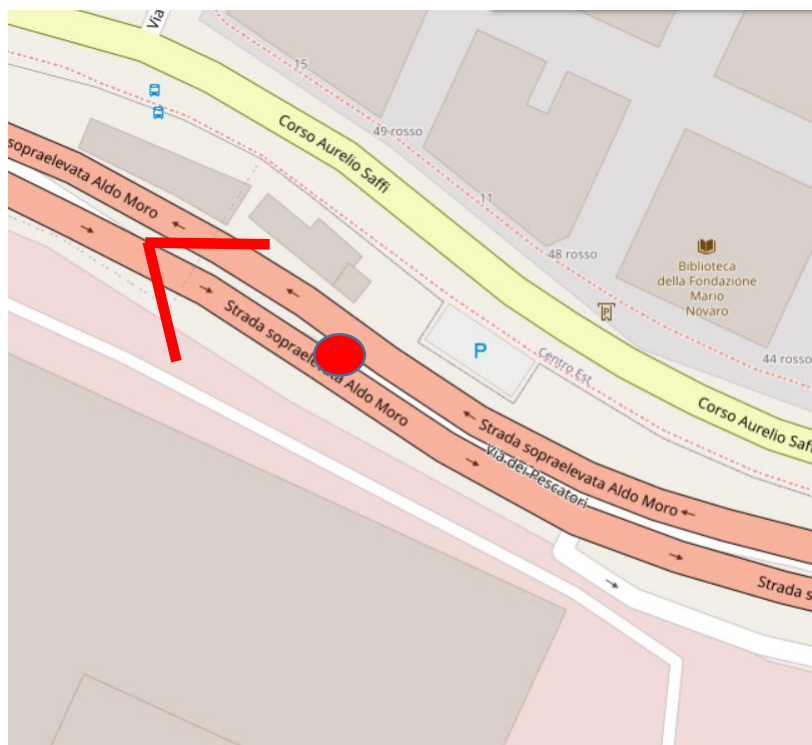 Via
15
Corso Aurelio Saffi
49 rosso
sopraelevata Aldo Moro
11
48 rosso
Biblioteca
della Fondazione
Mario
Novaro
P
Strada sopraelevata Aldo Moro
P
Centro Est
44 rosso
Corso Aurelio Saffi
Strada sopraelevata Aldo Moro
Via dei Pescatori
Strada s